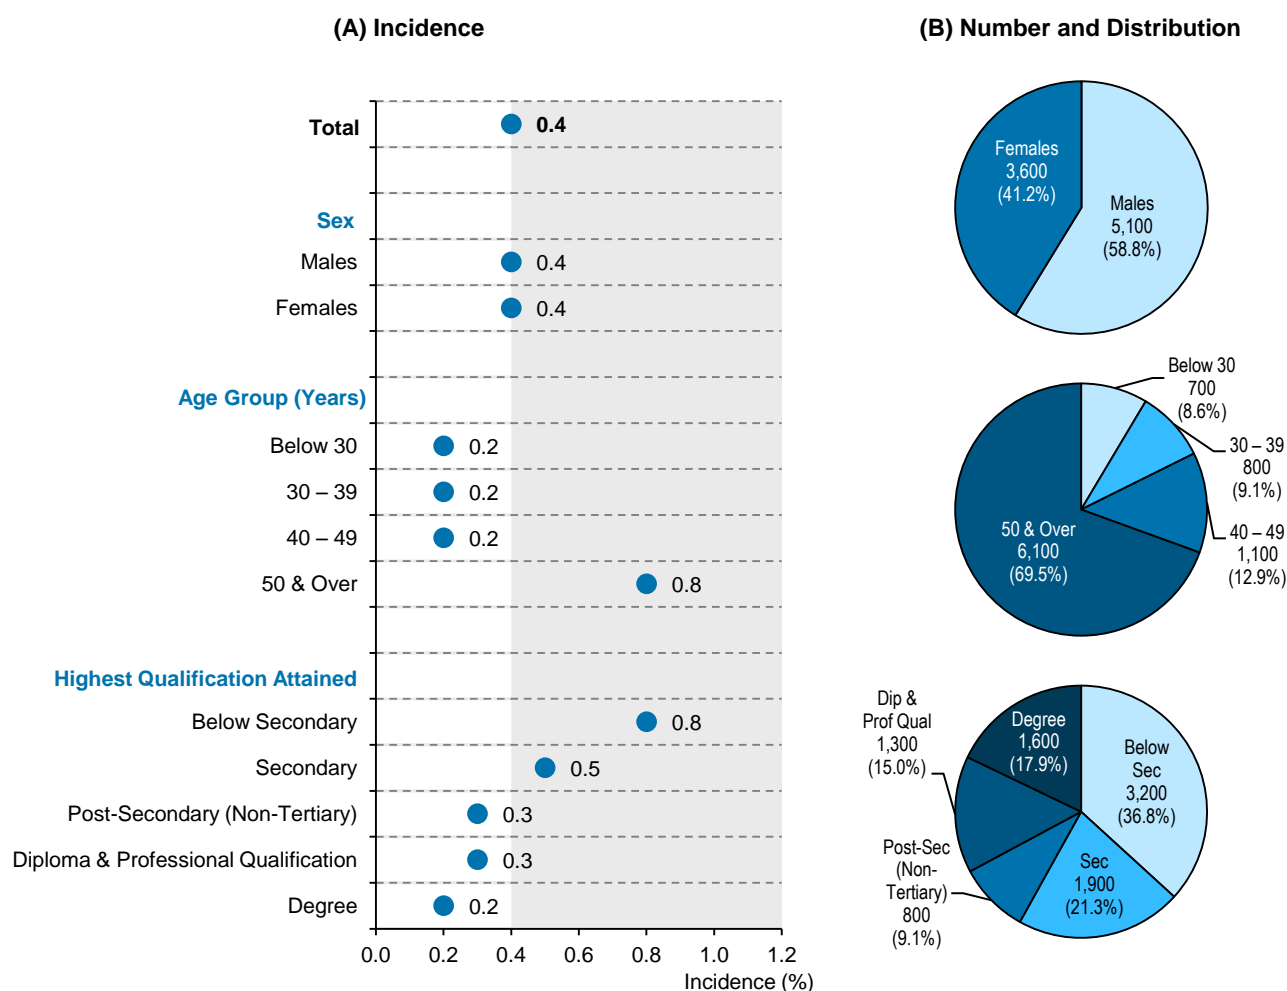 (A) Incidence
Total
0.4
Sex
Males
0.4
Females
0.4
Age Group (Years)
Below 30
0.2
30 – 39
0.2
40 – 49
0.2
50 & Over
0.8
Highest Qualification Attained
Below Secondary
0.8
Secondary
0.5
Post-Secondary (Non-Tertiary)
0.3
Diploma & Professional Qualification
0.3
Degree
0.2
0.0 0.2 0.4 0.6 0.8 1.0 1.2
Incidence (%)
(B) Number and Distribution
Females
3,600
(41.2%)
Males
5,100
(58.8%)
Below 30
700
(8.6%)
30 – 39
800
(9.1%)
40 – 49
1,100
(12.9%)
50 & Over
6,100
(69.5%)
Dip &
Prof Qual
1,300
(15.0%)
Degree
1,600
(17.9%)
Below
Sec
3,200
(36.8%)
Post-Sec
(Non-
Tertiary)
800
(9.1%)
Sec
1,900
(21.3%)